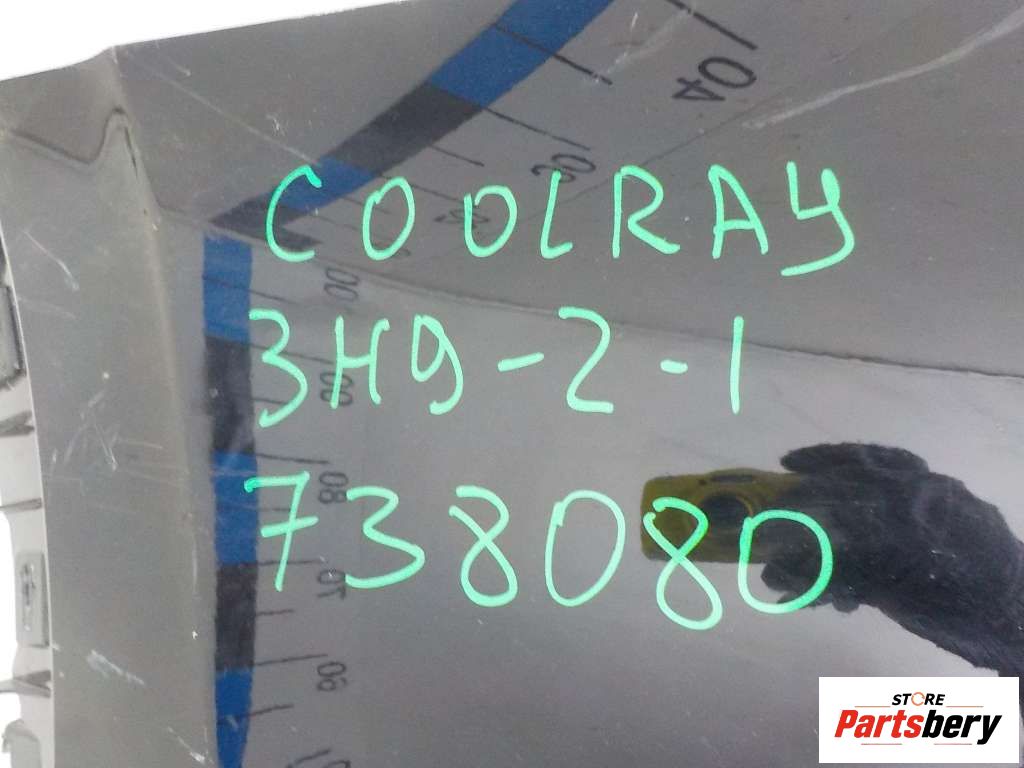 COOLRAY
3H9-2-1
738080
STORE
Partsbery